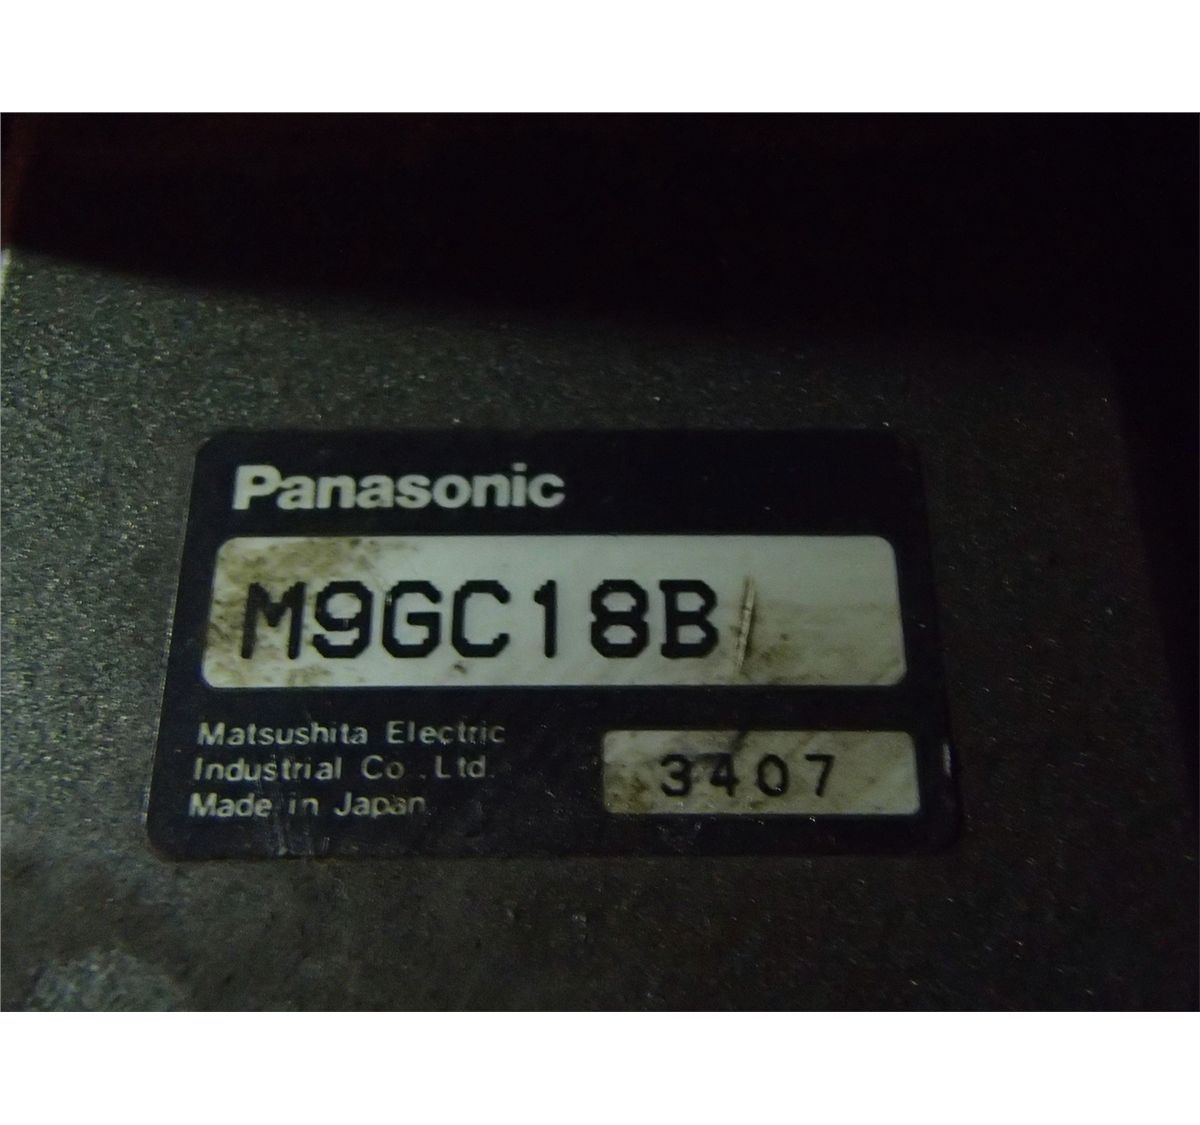 Panasonic
M9GC18B
Matsushita Electric
Industrial Co.,Ltd.
Made in Japan
3407